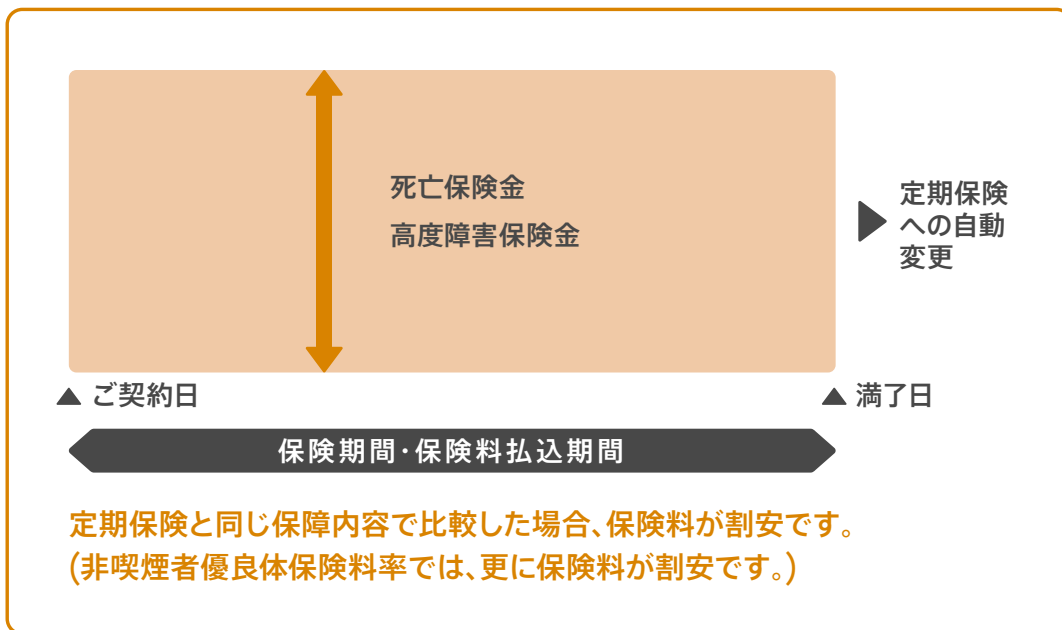 死亡保険金
高度障害保険金
定期保険
への自動
変更
▲ ご契約日
▲ 満了日
保険期間・保険料払込期間
定期保険と同じ保障内容で比較した場合、保険料が割安です。
(非喫煙者優良体保険料率では、更に保険料が割安です。)